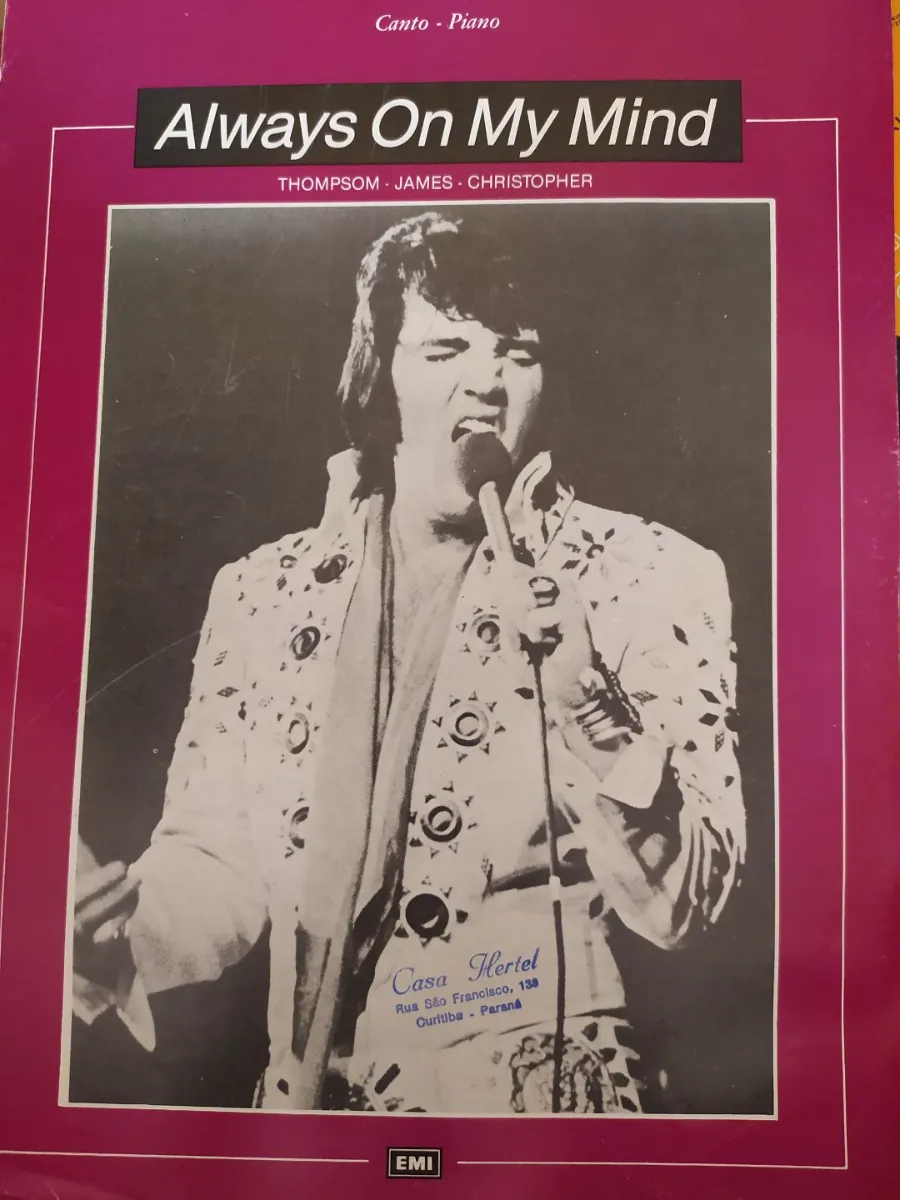 Canto - Piano
Always On My Mind
THOMPSOM - JAMES - CHRISTOPHER
Casa Hertel
Rua São Francisco, 138
Curitiba - Paraná
EMI